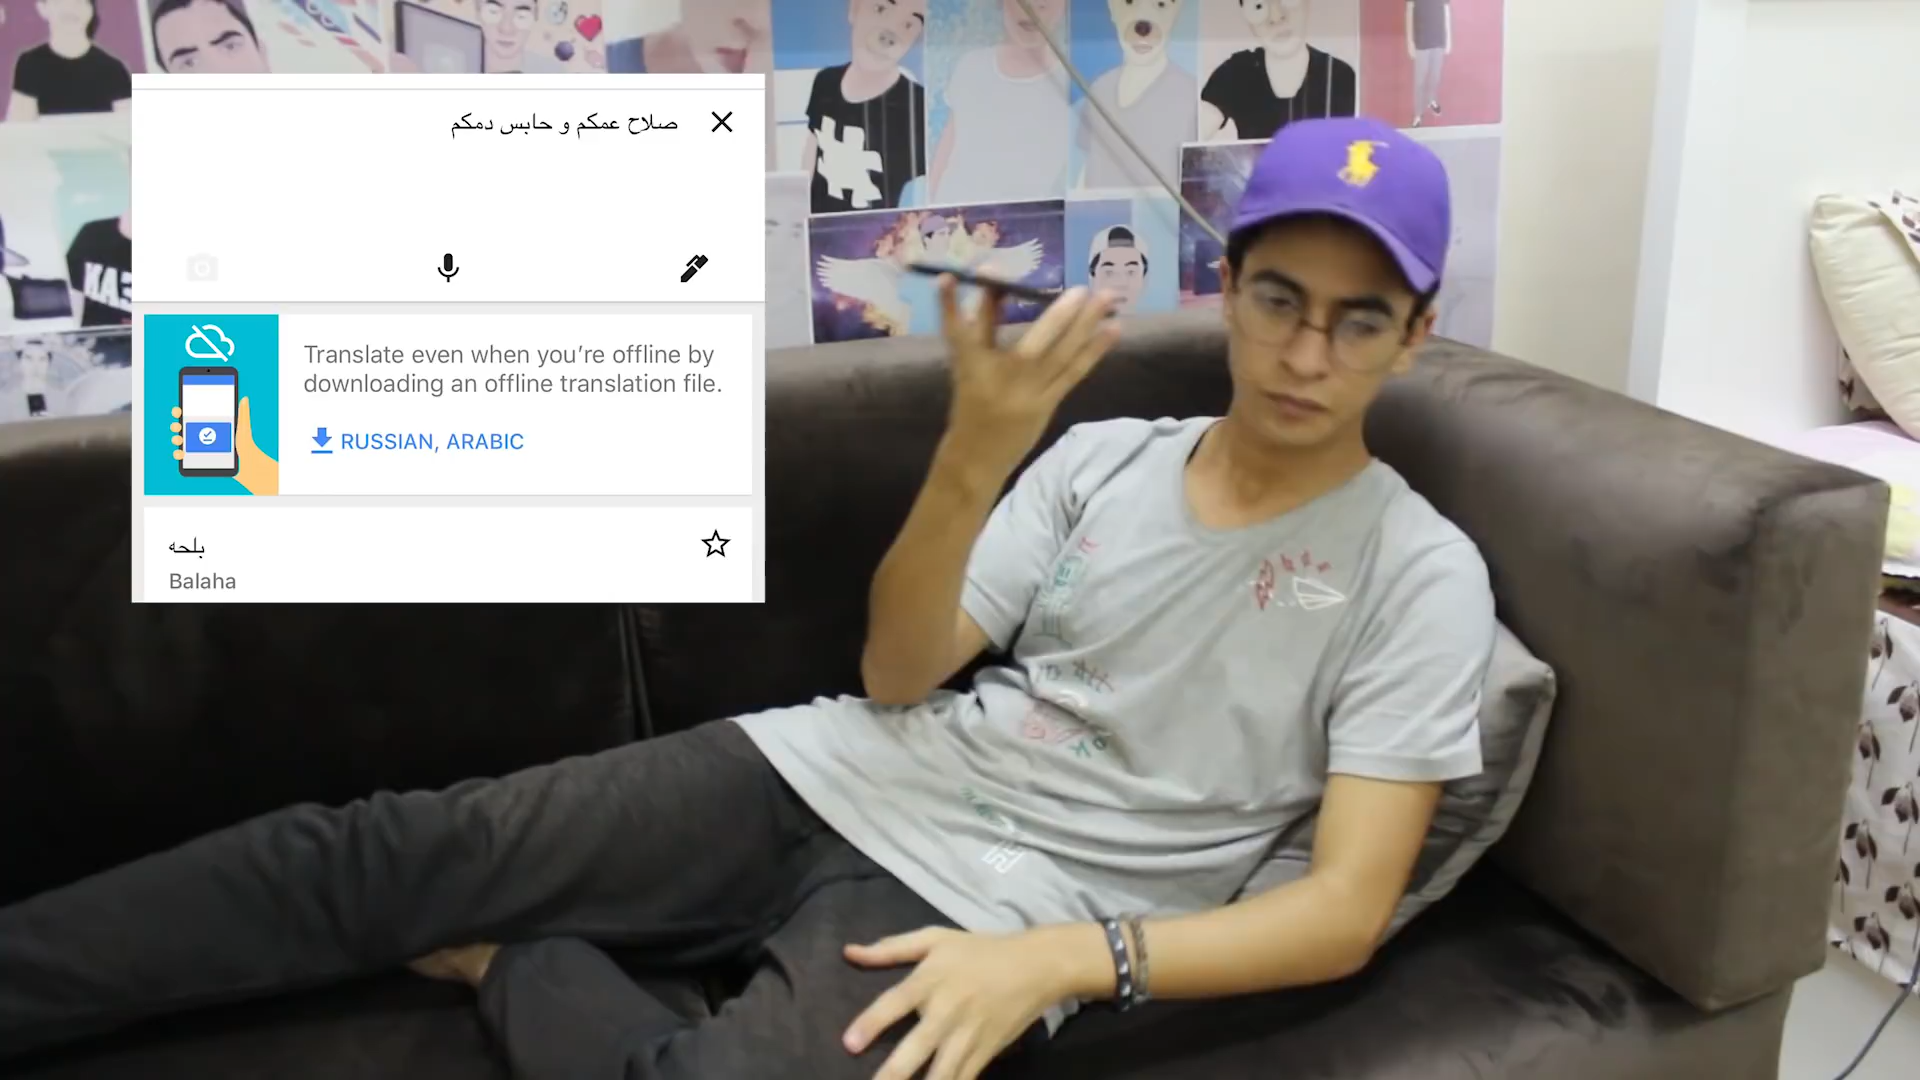 صلاح عمكم و حابس دمكم
Translate even when you're offline by
downloading an offline translation file.
RUSSIAN, ARABIC
بلحه
Balaha